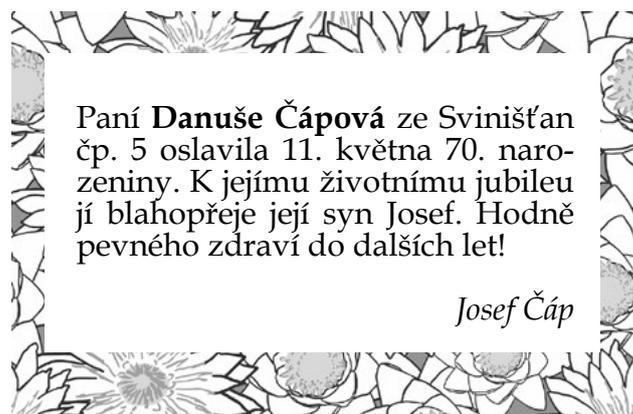 Paní Danuše Čápová ze Svinišťan
čp. 5 oslavila 11. května 70. naro-
zeniny. K jejímu životnímu jubileu
jí blahopřeje její syn Josef. Hodně
pevného zdraví do dalších let!
Josef Čáp